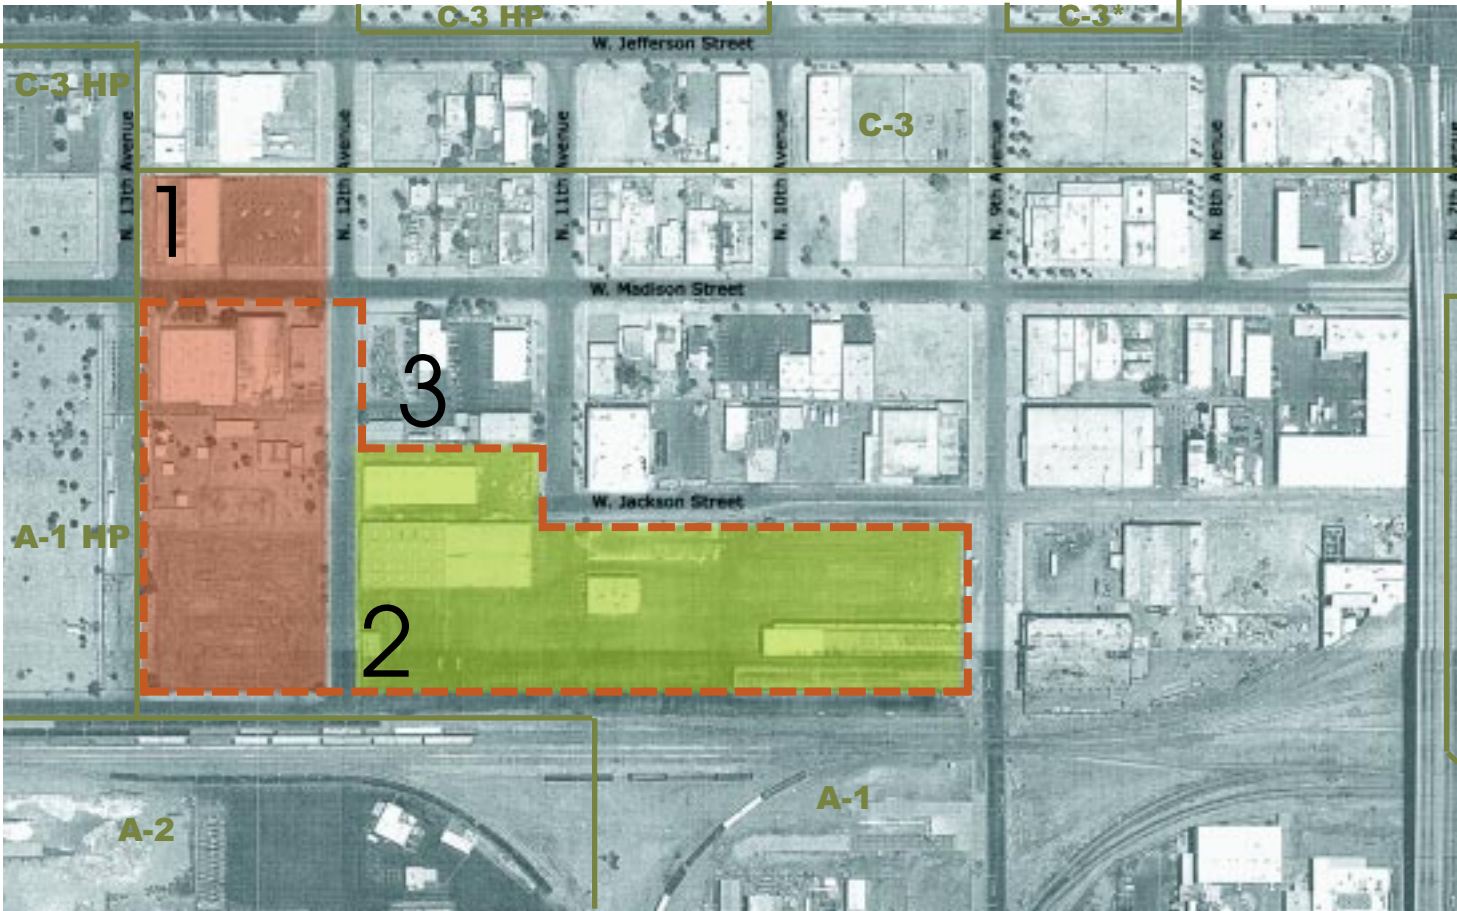 C-3 HP
C-3*
W. Jefferson Street
C-3 HP
C-3
N. 13th Avenue
N. 12th Avenue
N. 11th Avenue
N. 10th Avenue
N. 9th Avenue
N. 8th Avenue
N. 7th Avenue
1
W. Madison Street
3
W. Jackson Street
A-1 HP
2
A-1
A-2